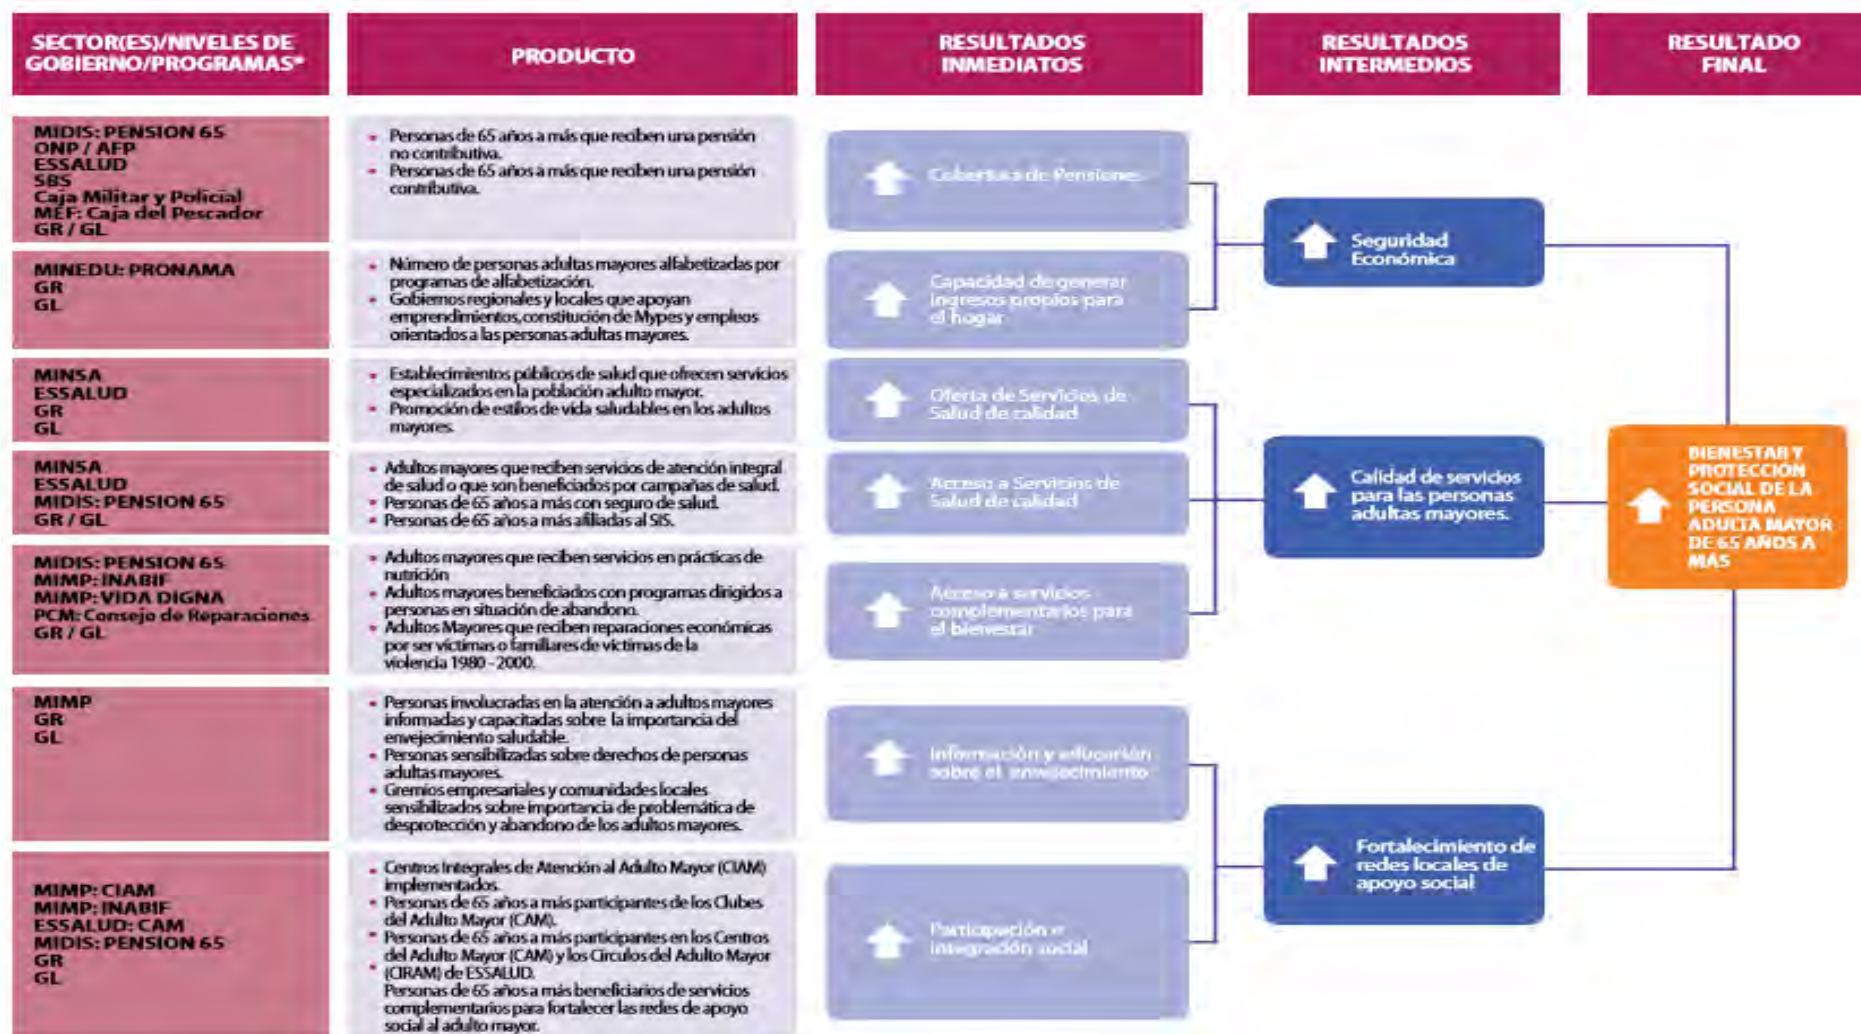 SECTOR(ES)/NIVELES DE
GOBIERNO/PROGRAMAS*
PRODUCTO
RESULTADOS
INMEDIATOS
RESULTADOS
INTERMEDIOS
RESULTADO
FINAL
MIDIS: PENSION 65
ONP / AFP
ESSALUD
SBS
Caja Militar y Policial
MEF: Caja del Pescador
GR / GL
• Personas de 65 años a más que reciben una pensión
no contributiva.
• Personas de 65 años a más que reciben una pensión
contributiva.
Cobertura de Pensiones
Seguridad
Económica
MINEDU: PRONAMA
GR
GL
• Número de personas adultas mayores alfabetizadas por
programas de alfabetización.
• Gobiernos regionales y locales que apoyan
emprendimientos, constitución de Mypes y empleos
orientados a las personas adultas mayores.
Capacidad de generar
ingresos propios para
el hogar
MINSA
ESSALUD
GR
GL
• Establecimientos públicos de salud que ofrecen servicios
especializados en la población adulto mayor.
• Promoción de estilos de vida saludables en los adultos
mayores.
Oferta de Servicios de
Salud de calidad
MINSA
ESSALUD
MIDIS: PENSION 65
GR / GL
• Adultos mayores que reciben servicios de atención integral
de salud o que son beneficiados por campañas de salud.
• Personas de 65 años a más con seguro de salud.
• Personas de 65 años a más afiliadas al SIS.
Acceso a Servicios de
Salud de calidad
Calidad de servicios
para las personas
adultas mayores.
BIENESTAR Y
PROTECCIÓN
SOCIAL DE LA
PERSONA
ADULTA MAYOR
DE 65 AÑOS A
MÁS
MIDIS: PENSION 65
MIMP: INABIF
MIMP: VIDA DIGNA
PCM: Consejo de Reparaciones
GR / GL
• Adultos mayores que reciben servicios en prácticas de
nutrición
• Adultos mayores beneficiados con programas dirigidos a
personas en situación de abandono.
• Adultos Mayores que reciben reparaciones económicas
por ser víctimas o familiares de víctimas de la
violencia 1980 - 2000.
Acceso a servicios
complementarios para
el bienestar
MIMP
GR
GL
• Personas involucradas en la atención a adultos mayores
informadas y capacitadas sobre la importancia del
envejecimiento saludable.
• Personas sensibilizadas sobre derechos de personas
adultas mayores.
• Gremios empresariales y comunidades locales
sensibilizados sobre importancia de problemática de
desprotección y abandono de los adultos mayores.
Información y educación
sobre el envejecimiento
Fortalecimiento de
redes locales de
apoyo social
MIMP: CIAM
MIMP: INABIF
ESSALUD: CAM
MIDIS: PENSION 65
GR
GL
• Centros Integrales de Atención al Adulto Mayor (CIAM)
implementados.
• Personas de 65 años a más participantes de los Clubes
del Adulto Mayor (CAM).
• Personas de 65 años a más participantes en los Centros
del Adulto Mayor (CAM) y los Círculos del Adulto Mayor
• (CIRAM) de ESSALUD.
Personas de 65 años a más beneficiarios de servicios
complementarios para fortalecer las redes de apoyo
social al adulto mayor.
Participación e
integración social